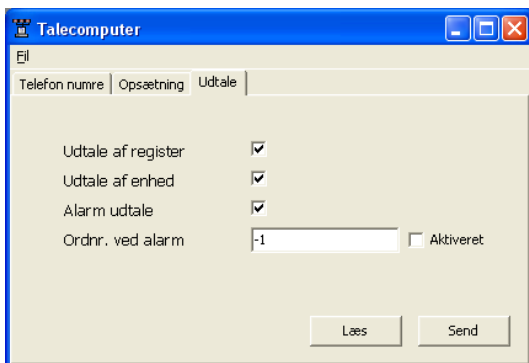 Talecomputer
Fil
Telefon numre Opsætning Udtale
Udtale af register
Udtale af enhed
Alarm udtale
Ordnr. ved alarm -1 Aktiveret
Læs Send